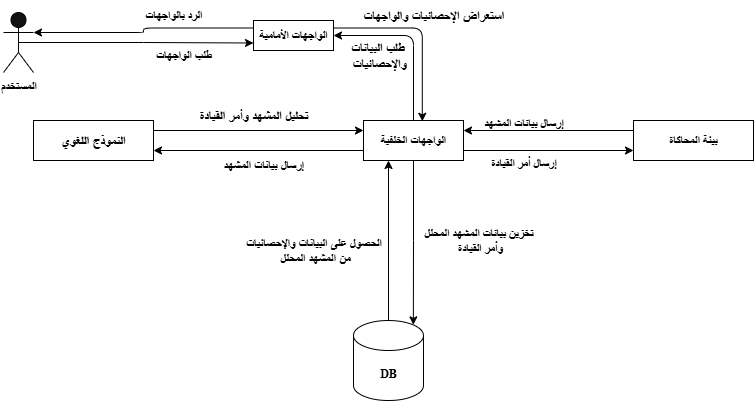 الرد بالواجهات
استعراض الإحصائيات والواجهات
الواجهات الأمامية
طلب البيانات
والإحصائيات
طلب الواجهات
المستخدم
تحليل المشهد وأمر القيادة
إرسال بيانات المشهد
بيئة المحاكاة
الواجهات الخلفية
النموذج اللغوي
إرسال أمر القيادة
إرسال بيانات المشهد
تخزين بيانات المشهد المحلل
وأمر القيادة
الحصول على البيانات والإحصائيات
من المشهد المحلل
DB